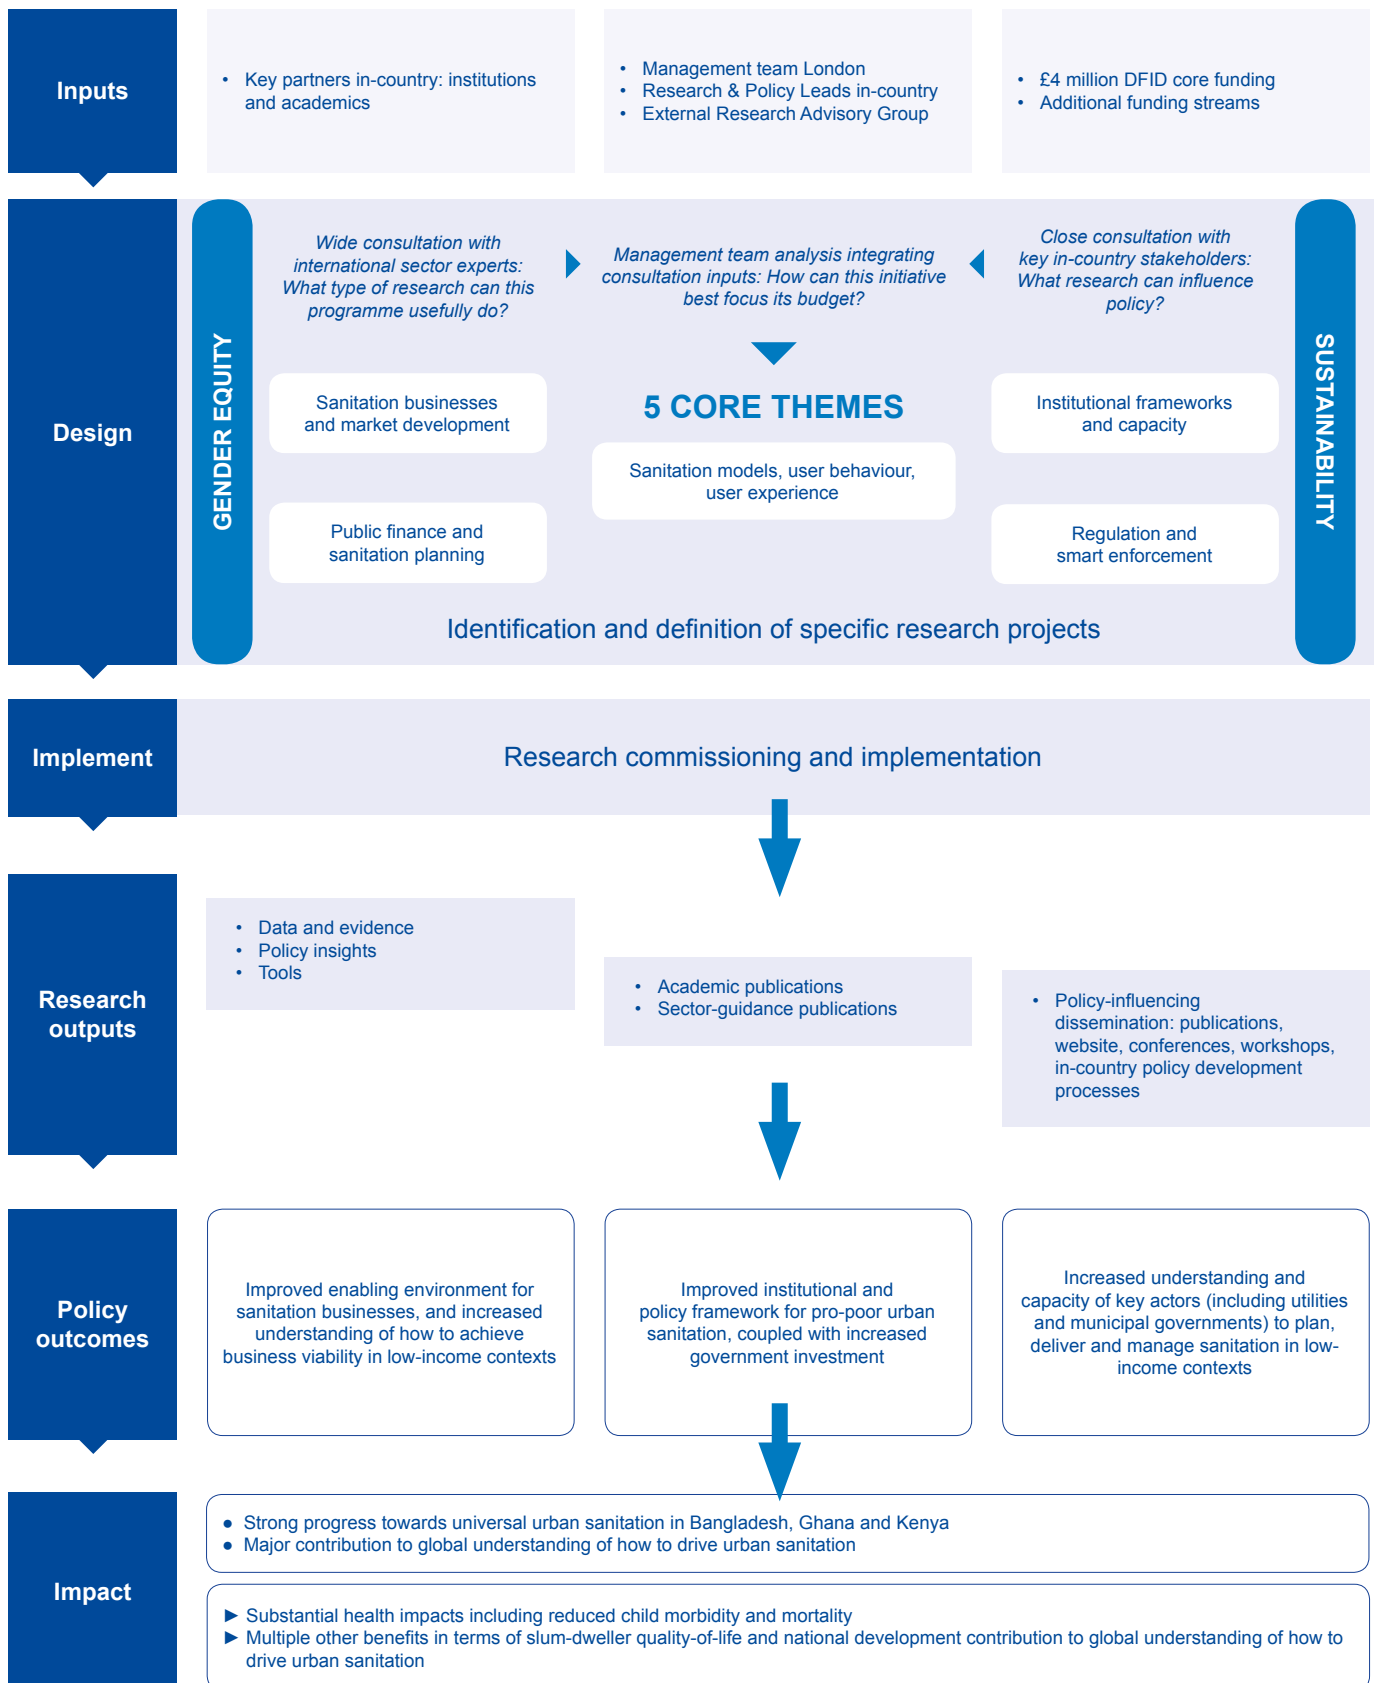 Inputs
• Key partners in-country: institutions
and academics
• Management team London
• Research & Policy Leads in-country
• External Research Advisory Group
• £4 million DFID core funding
• Additional funding streams
Design
GENDER EQUITY
Wide consultation with
international sector experts:
What type of research can this
programme usefully do?
Management team analysis integrating
consultation inputs: How can this initiative
best focus its budget?
Close consultation with
key in-country stakeholders:
What research can influence
policy?
SUSTAINABILITY
5 CORE THEMES
Sanitation businesses
and market development
Sanitation models, user behaviour,
user experience
Institutional frameworks
and capacity
Public finance and
sanitation planning
Regulation and
smart enforcement
Identification and definition of specific research projects
Implement
Research commissioning and implementation
Research
outputs
• Data and evidence
• Policy insights
• Tools
• Academic publications
• Sector-guidance publications
• Policy-influencing
dissemination: publications,
website, conferences, workshops,
in-country policy development
processes
Policy
outcomes
Improved enabling environment for
sanitation businesses, and increased
understanding of how to achieve
business viability in low-income contexts
Improved institutional and
policy framework for pro-poor urban
sanitation, coupled with increased
government investment
Increased understanding and
capacity of key actors (including utilities
and municipal governments) to plan,
deliver and manage sanitation in low-
income contexts
Impact
● Strong progress towards universal urban sanitation in Bangladesh, Ghana and Kenya
● Major contribution to global understanding of how to drive urban sanitation
► Substantial health impacts including reduced child morbidity and mortality
► Multiple other benefits in terms of slum-dweller quality-of-life and national development contribution to global understanding of how to
drive urban sanitation